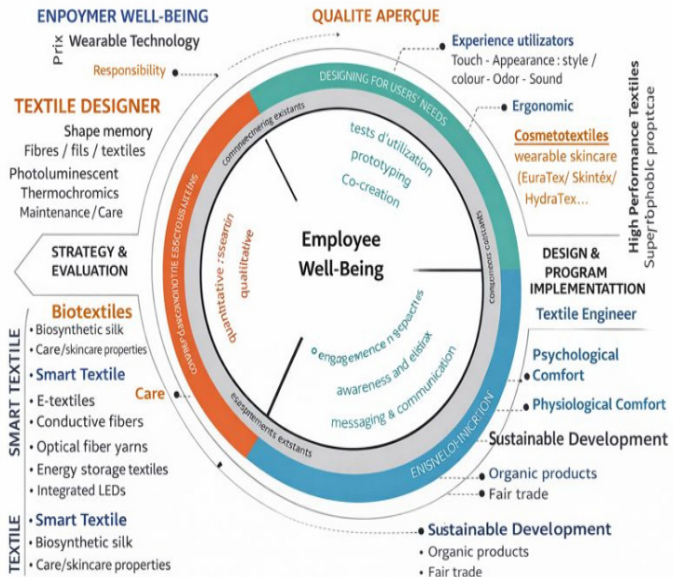 ENPOYMER WELL-BEING
Prix
Wearable Technology
Responsibility
QUALITE APERÇUE
Experience utilizators
Touch - Appearance : style /
colour - Odor - Sound
Ergonomic
Cosmetotextiles
wearable skincare
(EuraTex/ Skintéx/
HydraTex...
High Performance Textiles
TEXTILE DESIGNER
Shape memory
Fibres / fils / textiles
Photoluminescent
Thermochromics
Maintenance / Care
STRATEGY &
EVALUATION
DESIGNING FOR USERS' NEEDS
existants
tests d'utilization
prototyping
Co-creation
qualiltative
Employee
Well-Being
awareness and
messaging & communication
existants
DESIGN &
PROGRAM
IMPLEMENTATTION
Textile Engineer
Psychological
Comfort
Physiological Comfort
Sustainable Development
• Organic products
• Fair trade
SMART TEXTILE
Biotextiles
• Biosynthetic silk
• Care/skincare properties
• Smart Textile
Care
• E-textiles
• Conductive fibers
• Optical fiber yarns
• Energy storage textiles
• Integrated LEDs
TEXTILE
• Smart Textile
• Biosynthetic silk
• Care/skincare properties
• Sustainable Development
• Organic products
• Fair trade